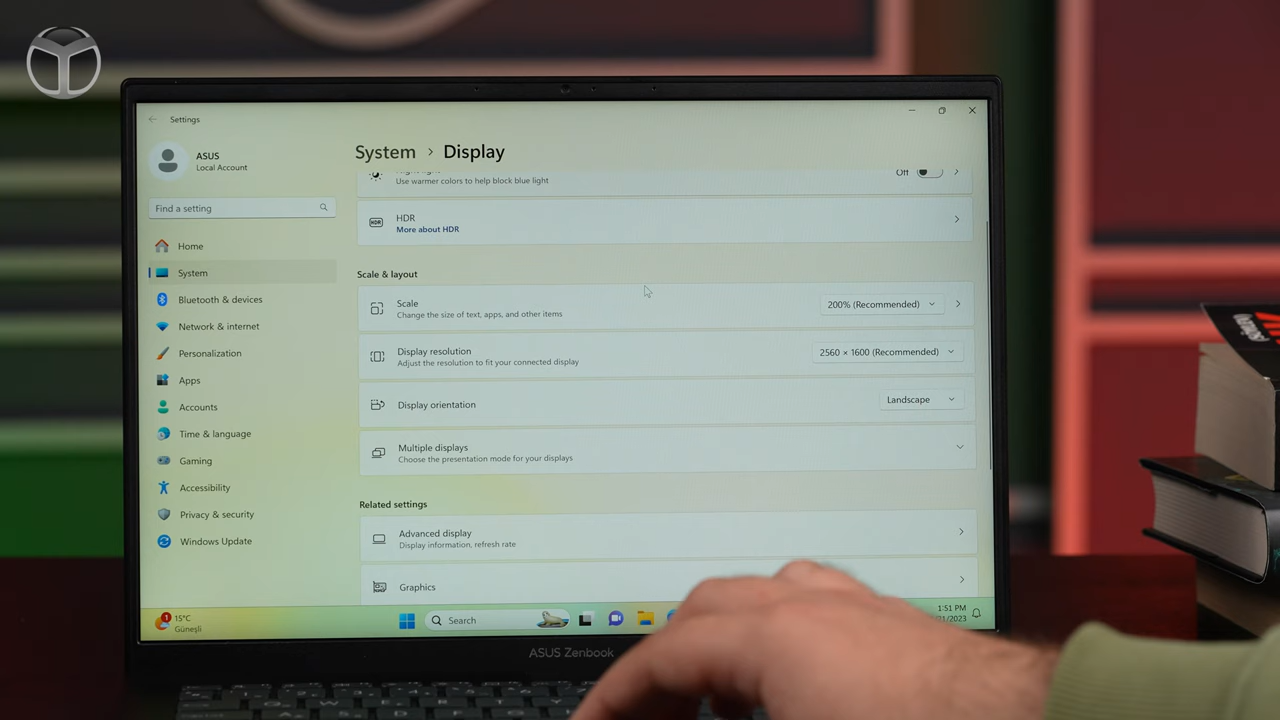 Settings
ASUS
Local Account
Find a setting
Home
System
Bluetooth & devices
Network & internet
Personalization
Apps
Accounts
Time & language
Gaming
Accessibility
Privacy & security
Windows Update
System > Display
Use warmer colors to help block blue light
Off
HDR
HDR
More about HDR
Scale & layout
Scale
Change the size of text, apps, and other items
200% (Recommended)
Display resolution
Adjust the resolution to fit your connected display
2560 × 1600 (Recommended)
Display orientation
Landscape
Multiple displays
Choose the presentation mode for your displays
Related settings
Advanced display
Display information, refresh rate
Graphics
1
15°C
Güneşli
Search
1:51 PM
/2023
ASUS Zenbook